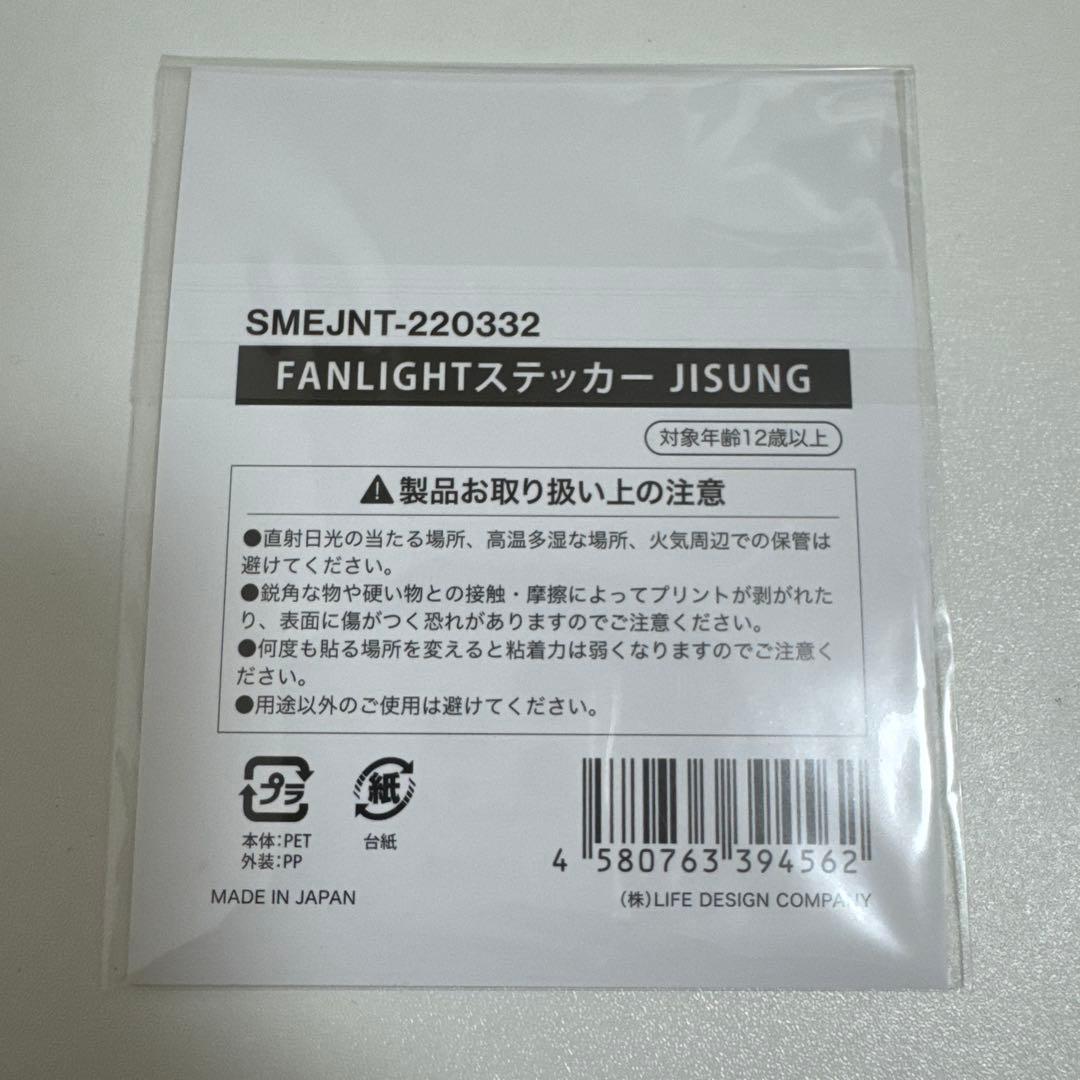 SMEJNT-220332
FANLIGHTステッカー JISUNG
対象年齢12歳以上
製品お取り扱い上の注意
●直射日光の当たる場所、高温多湿な場所、火気周辺での保管は
避けてください。
●鋭角な物や硬い物との接触・摩擦によってプリントが剥がれた
り、表面に傷がつく恐れがありますのでご注意ください。
●何度も貼る場所を変えると粘着力は弱くなりますのでご注意く
ださい。
●用途以外のご使用は避けてください。
プラ
紙
本体:PET
外装:PP
台紙
4 580763 394562
MADE IN JAPAN
(株)LIFE DESIGN COMPANY